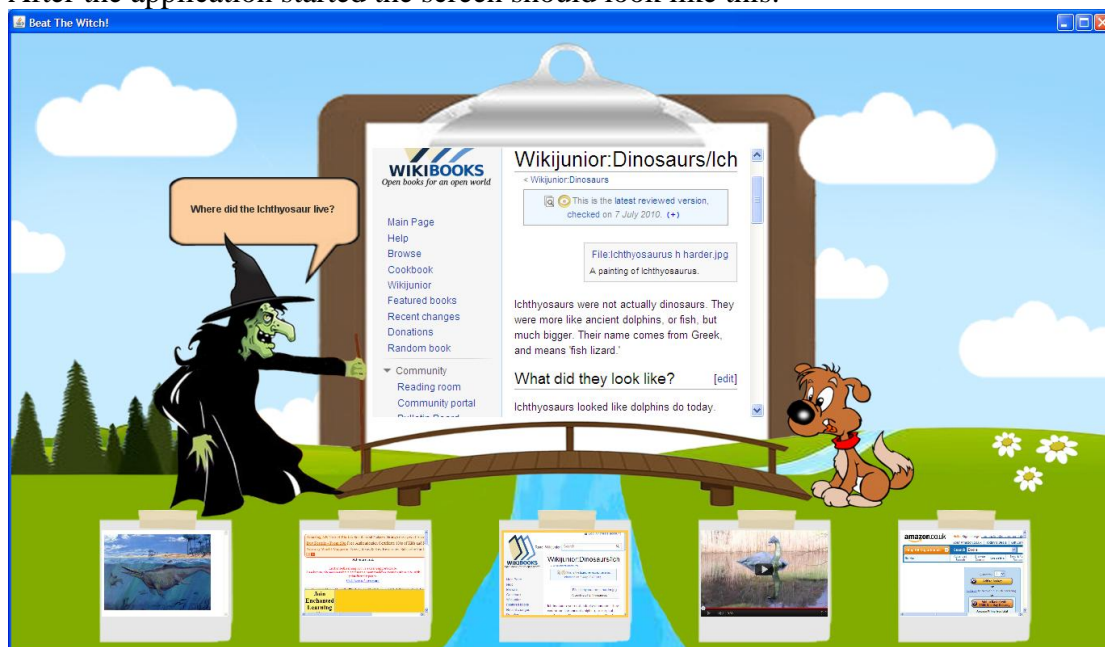 After the application started the screen should look like this:
Beat The Witch!
Where did the Ichthyosaur live?
WIKIBOOKS
Open books for an open world
Main Page
Help
Browse
Cookbook
Wikijunior
Featured books
Recent changes
Donations
Random book
Community
Reading room
Community portal
Bulletin Board
Wikijunior:Dinosaurs/Ich
< Wikijunior:Dinosaurs
This is the latest reviewed version,
checked on 7 July 2010. (+)
File:Ichthyosaurus h harder.jpg
A painting of Ichthyosaurus.
Ichthyosaurs were not actually dinosaurs. They
were more like ancient dolphins, or fish, but
much bigger. Their name comes from Greek,
and means 'fish lizard.'
What did they look like? [edit]
Ichthyosaurs looked like dolphins do today.
Join
Enchanted
Learning
WIKIBOOKS
Wikijunior:Dinosaurs/Ich
amazon.co.uk